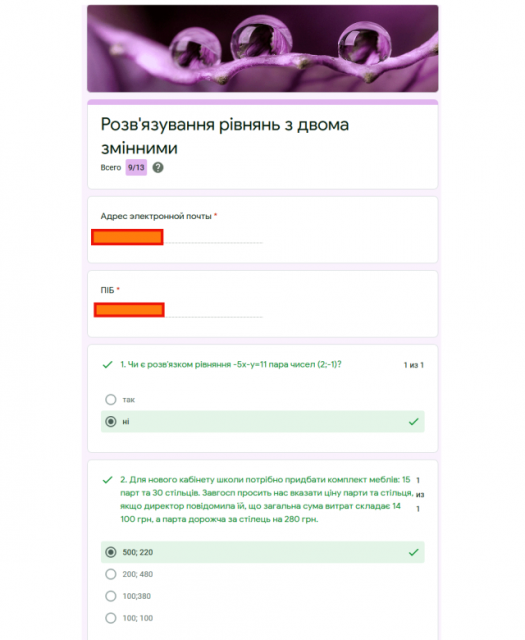 Розв'язування рівнянь з двома
змінними
Всего 9/13 ?
Адрес электронной почты *
ПІБ *
1. Чи є розв'язком рівняння -5х-у=11 пара чисел (2;-1)? 1 из 1
так
ні
2. Для нового кабінету школи потрібно придбати комплект меблів: 15 1
парт та 30 стільців. Завгосп просить нас вказати ціну парти та стільця, из
якщо директор повідомила їй, що загальна сума витрат складає 14 1
100 грн, а парта дорожча за стілець на 280 грн.
500; 220
200; 480
100;380
100; 100